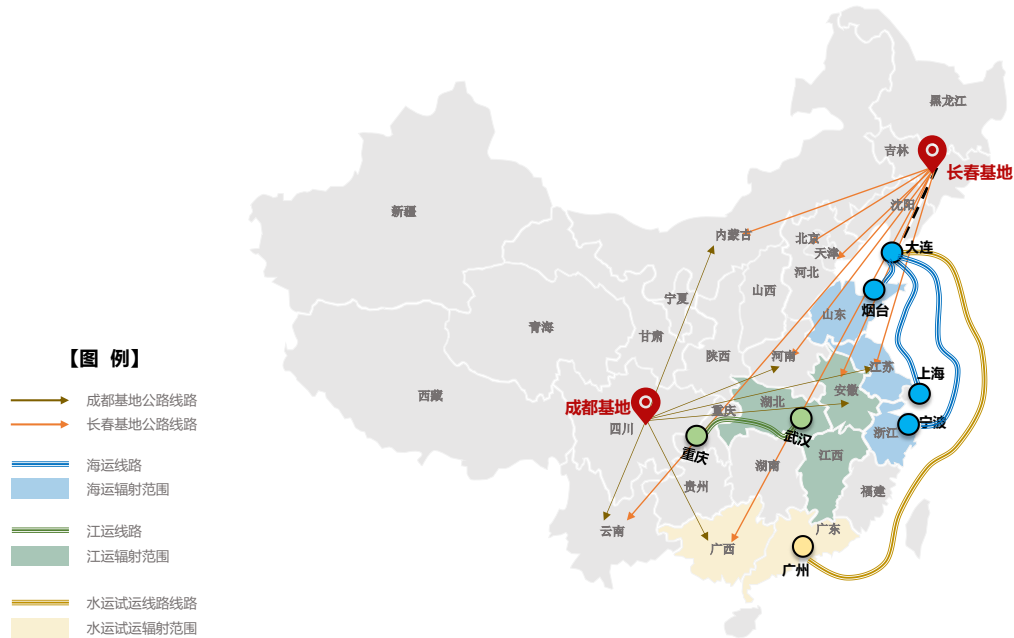 黑龙江
吉林
长春基地
沈阳
新疆
内蒙古
北京
天津
大连
河北
山西
宁夏
烟台
山东
青海
甘肃
陕西
河南
【图 例】
江苏
上海
西藏
安徽
成都基地公路线路
成都基地
重庆
湖北
长春基地公路线路
四川
武汉
宁波
浙江
重庆
江西
海运线路
湖南
海运辐射范围
贵州
福建
江运线路
云南
广东
江运辐射范围
广西
广州
水运试运线路线路
水运试运辐射范围